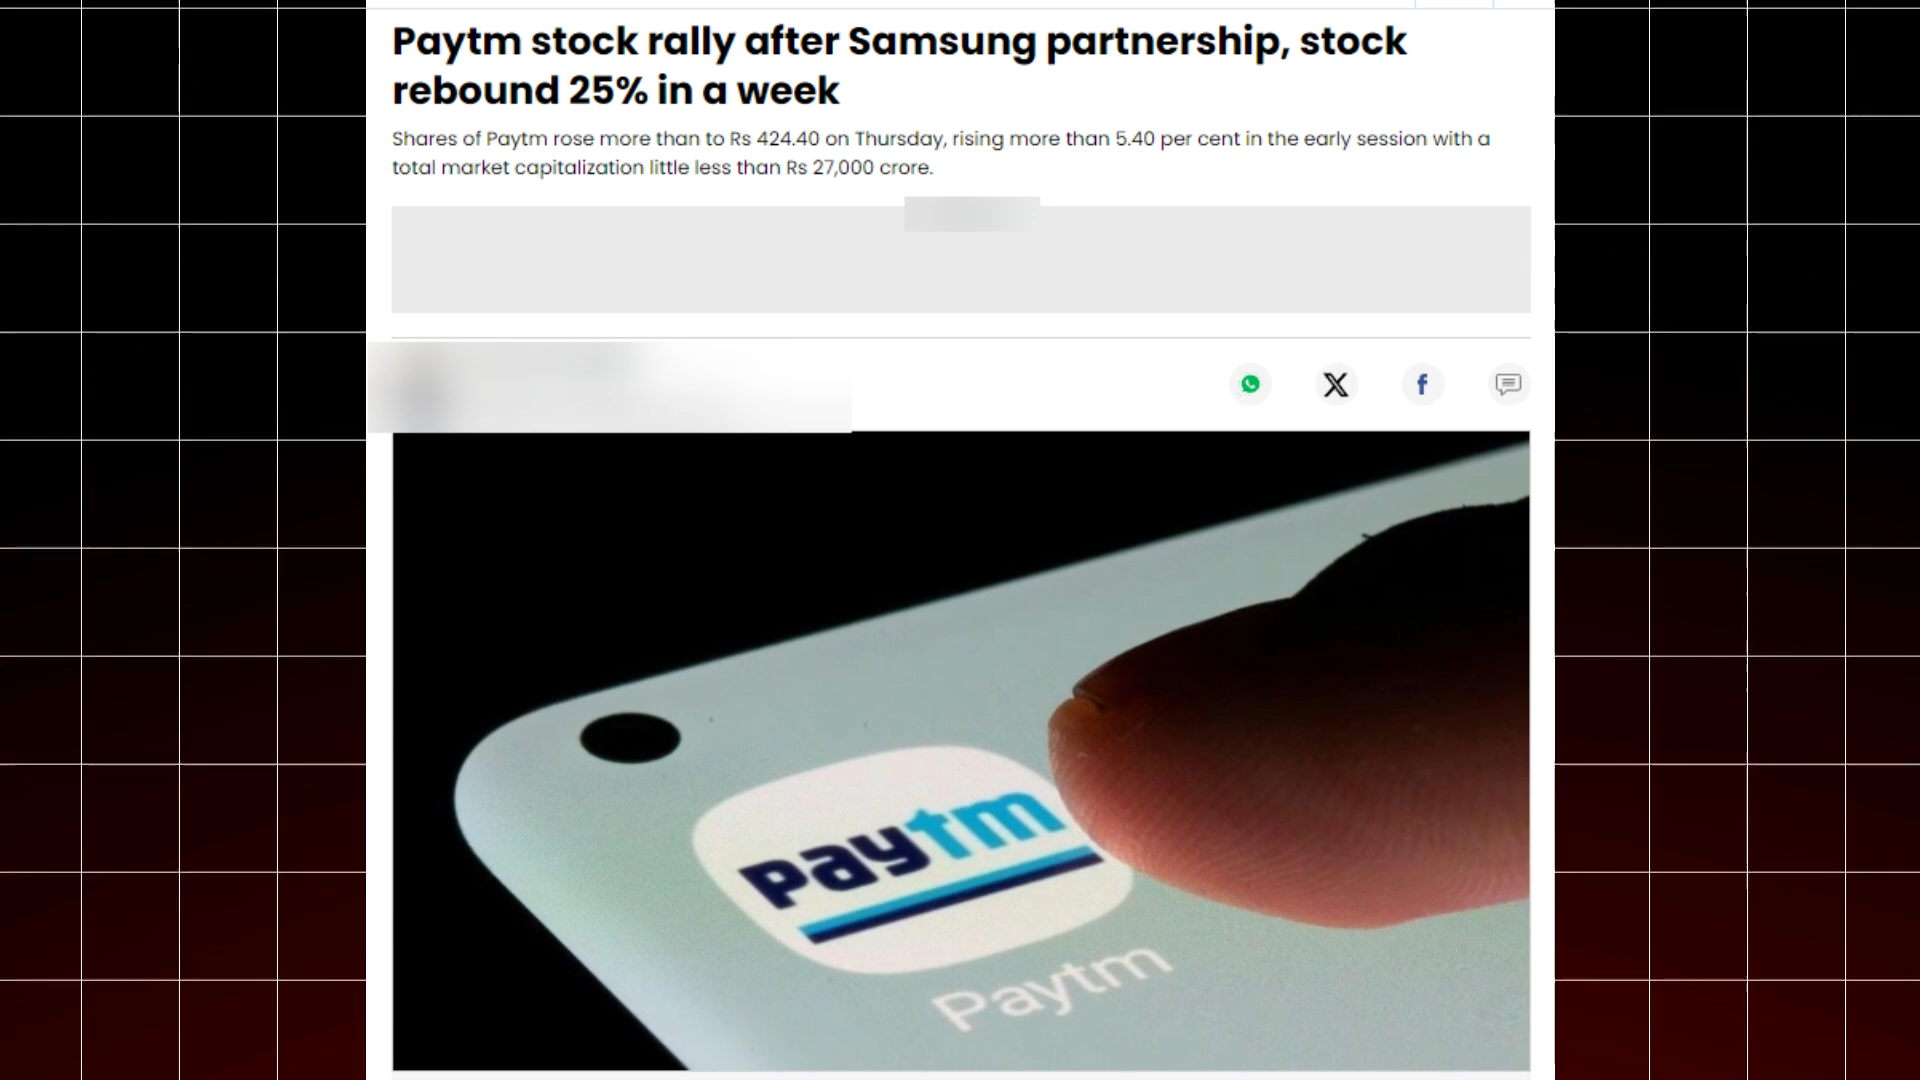 Paytm stock rally after Samsung partnership, stock
rebound 25% in a week
Shares of Paytm rose more than to Rs 424.40 on Thursday, rising more than 5.40 per cent in the early session with a
total market capitalization little less than Rs 27,000 crore.
paytm
Paytm